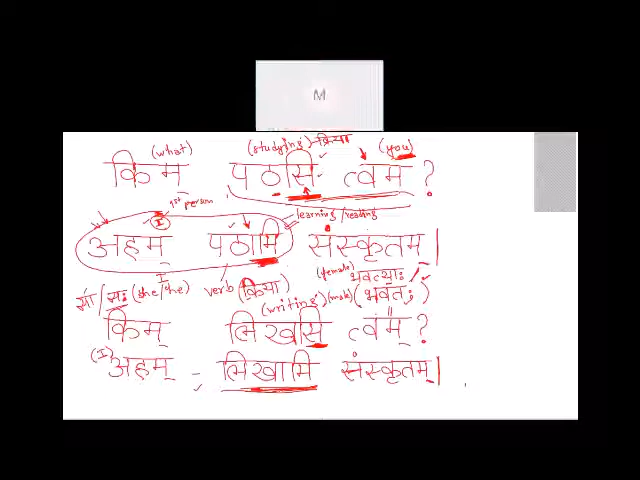 M
(what) (studying)-क्रिया (you)
किम् पठसि त्वम ?
1st person I learning/reading
अहम् पठामि संस्कृतम् |
I (female) भवत्याः
सा/सः (she/he) verb (क्रिया) (male) (भवतः)
(writing)
किम् लिखसि त्वम् ?
(I) अहम् - लिखामि संस्कृतम् |